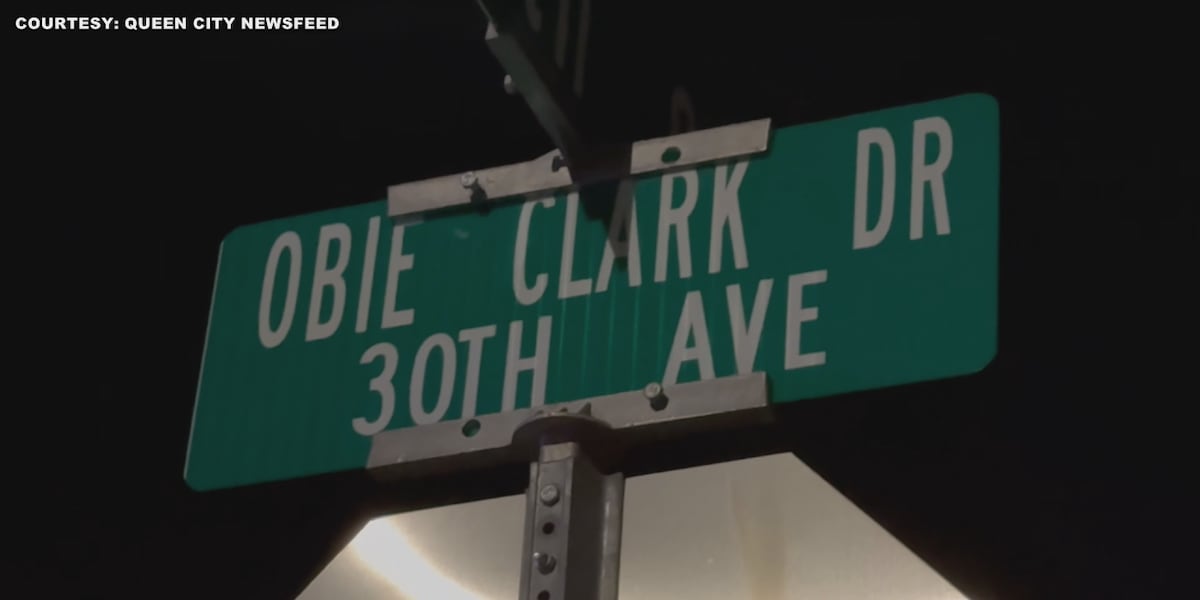 COURTESY: QUEEN CITY NEWSFEED
OBIE CLARK DR
30TH AVE